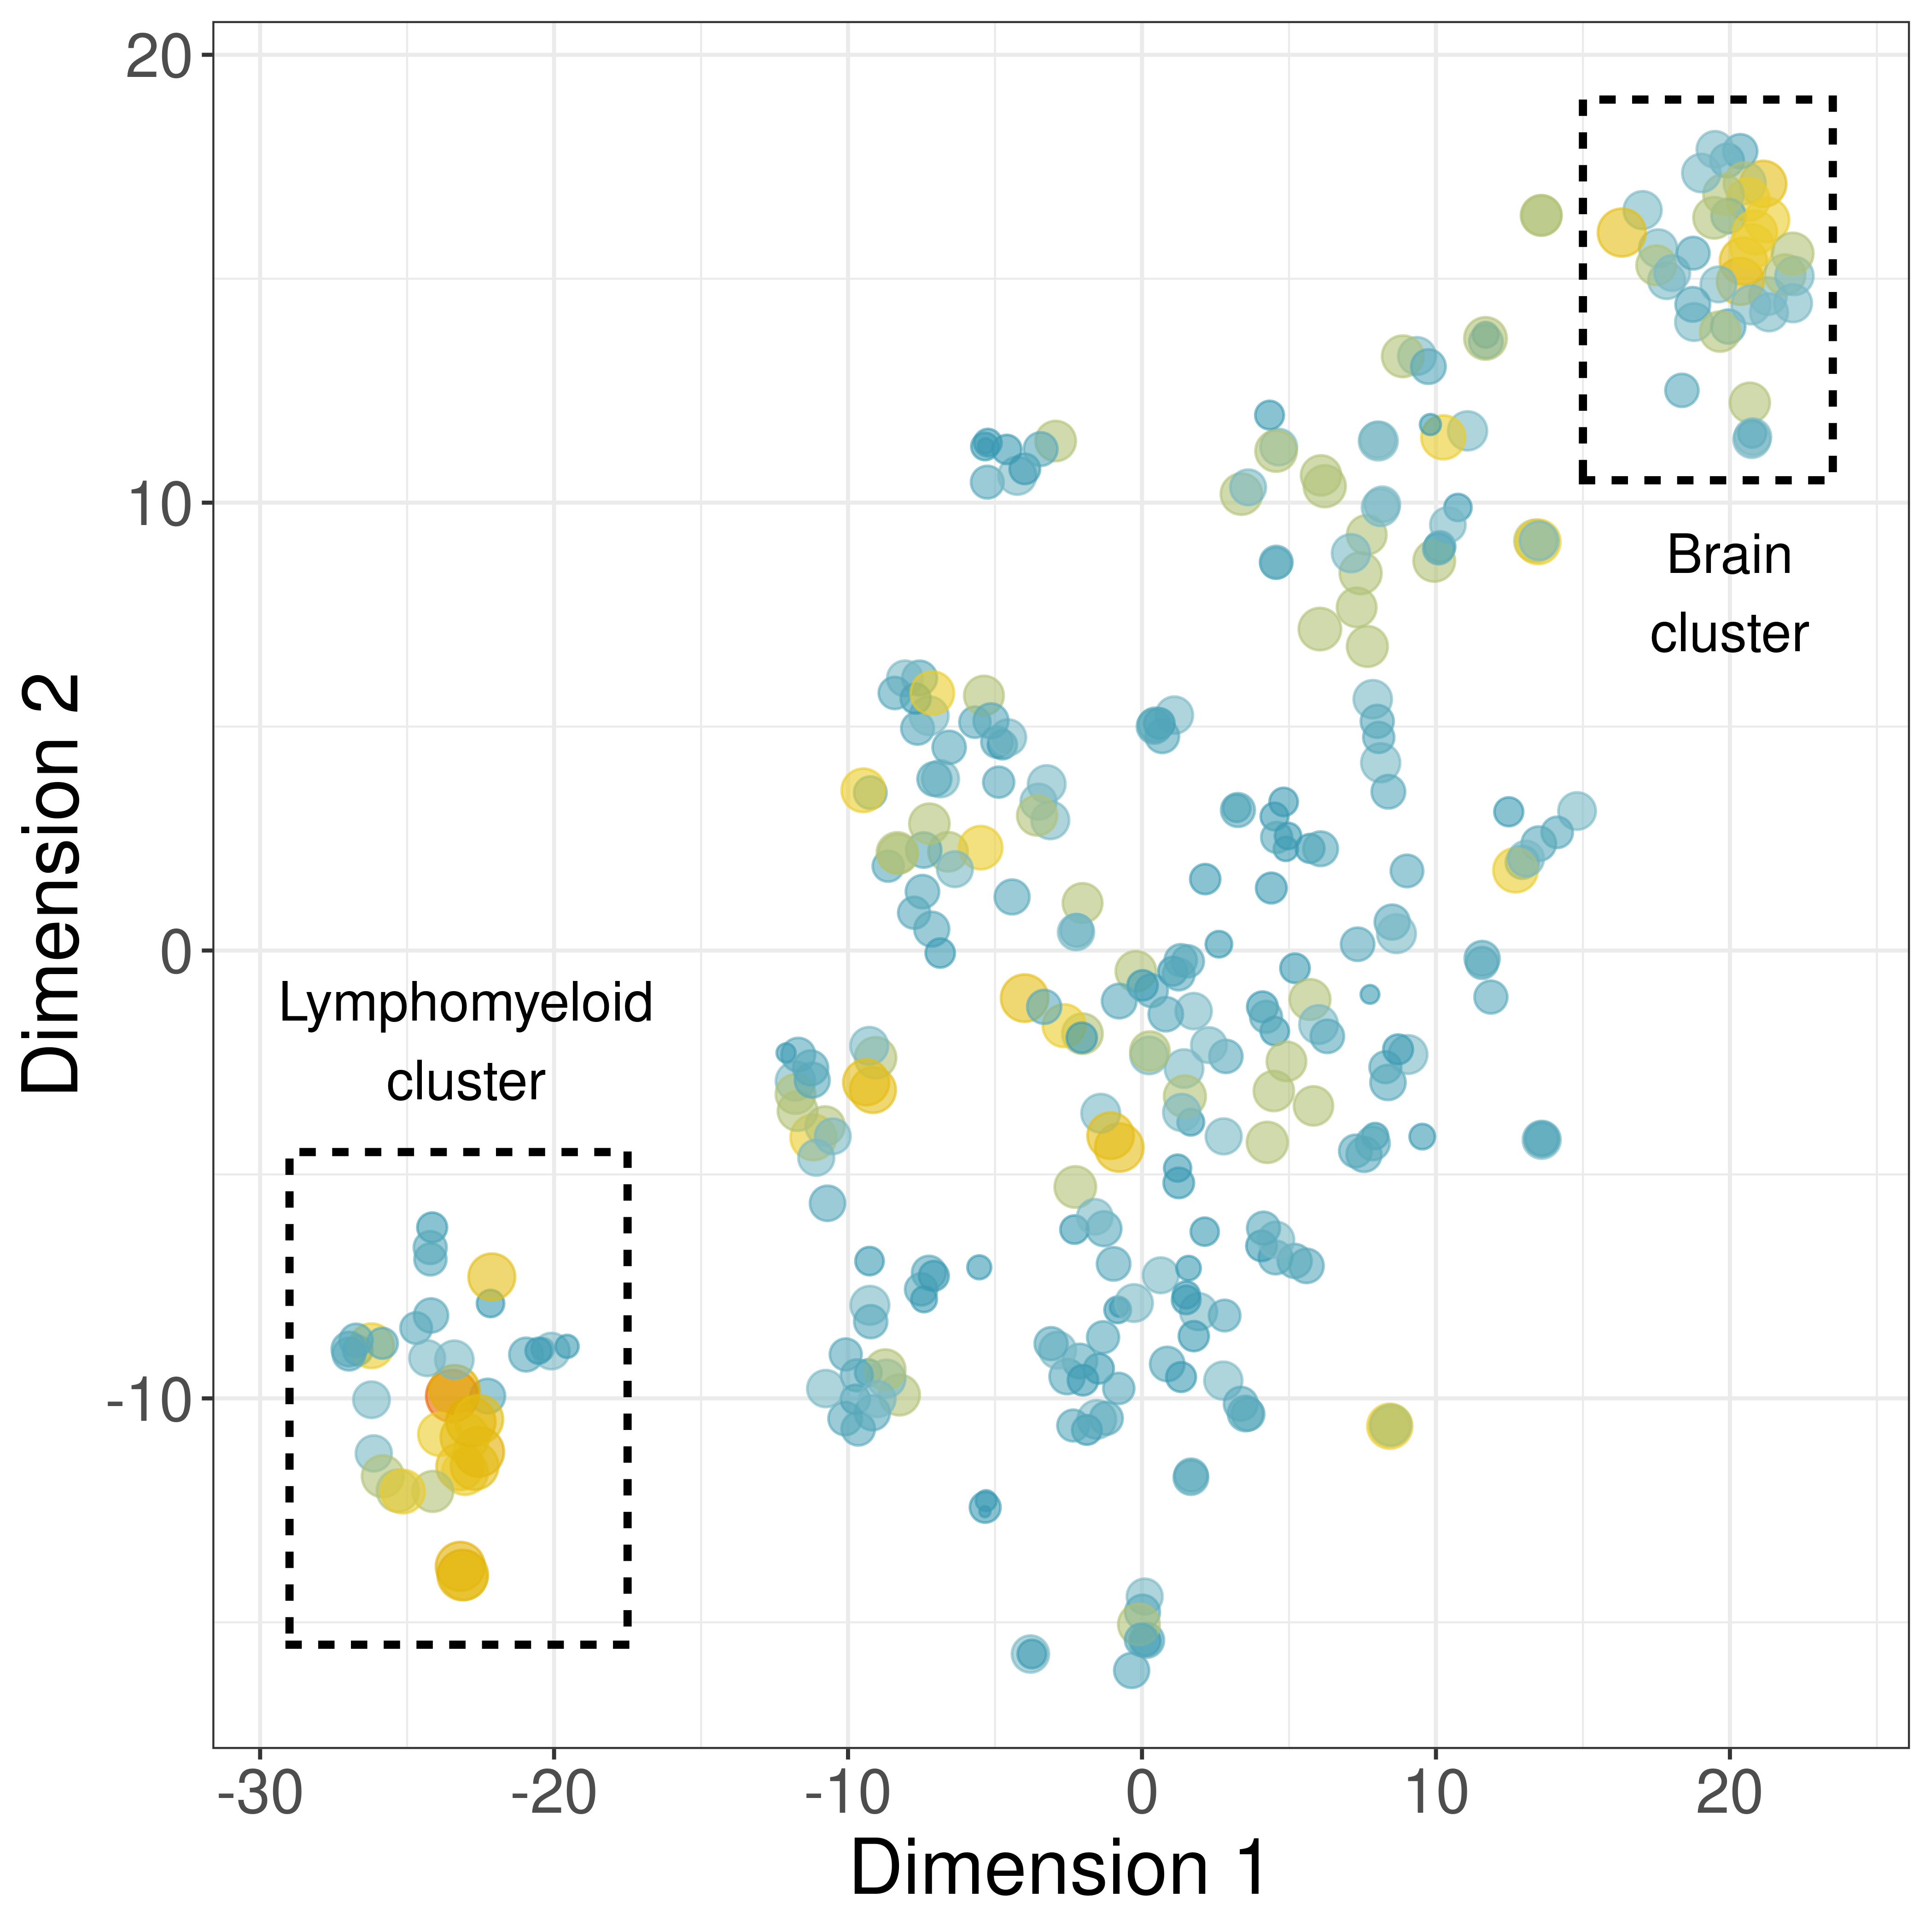 20
10
0
-10
Dimension 2
Brain
cluster
Lymphomyeloid
cluster
-30 -20 -10 0 10 20
Dimension 1